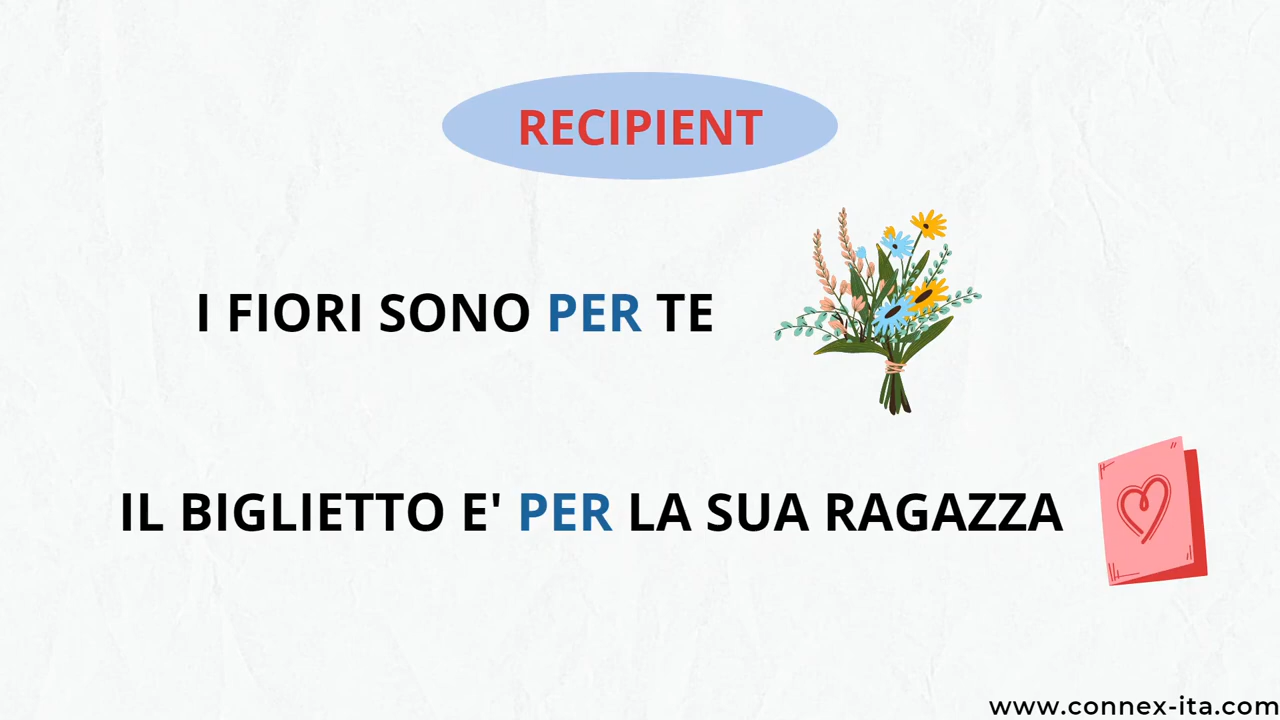 RECIPIENT
I FIORI SONO PER TE
IL BIGLIETTO E' PER LA SUA RAGAZZA
www.connex-ita.com